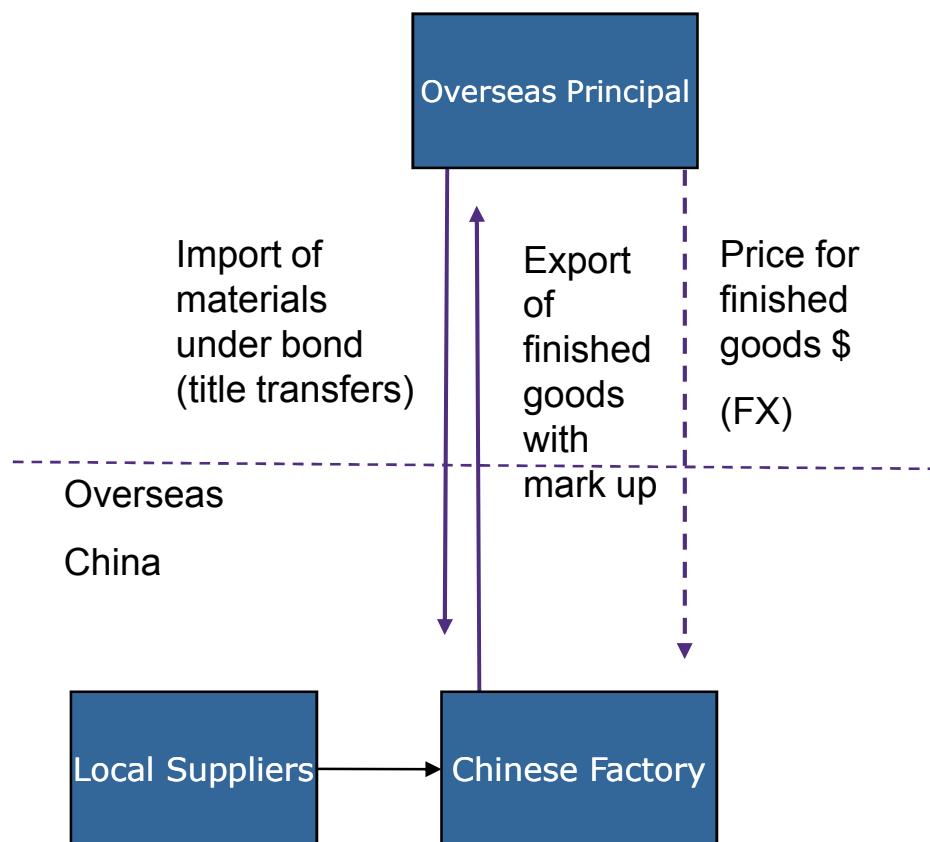 Overseas Principal
Import of
materials
under bond
(title transfers)
Export
of
finished
goods
with
mark up
Price for
finished
goods $
(FX)
Overseas
China
Local Suppliers
Chinese Factory